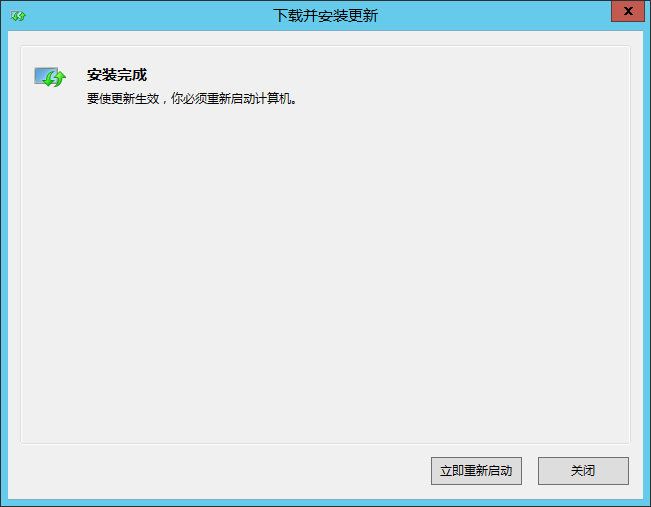 下载并安装更新
安装完成
要使更新生效，你必须重新启动计算机。
立即重新启动
关闭